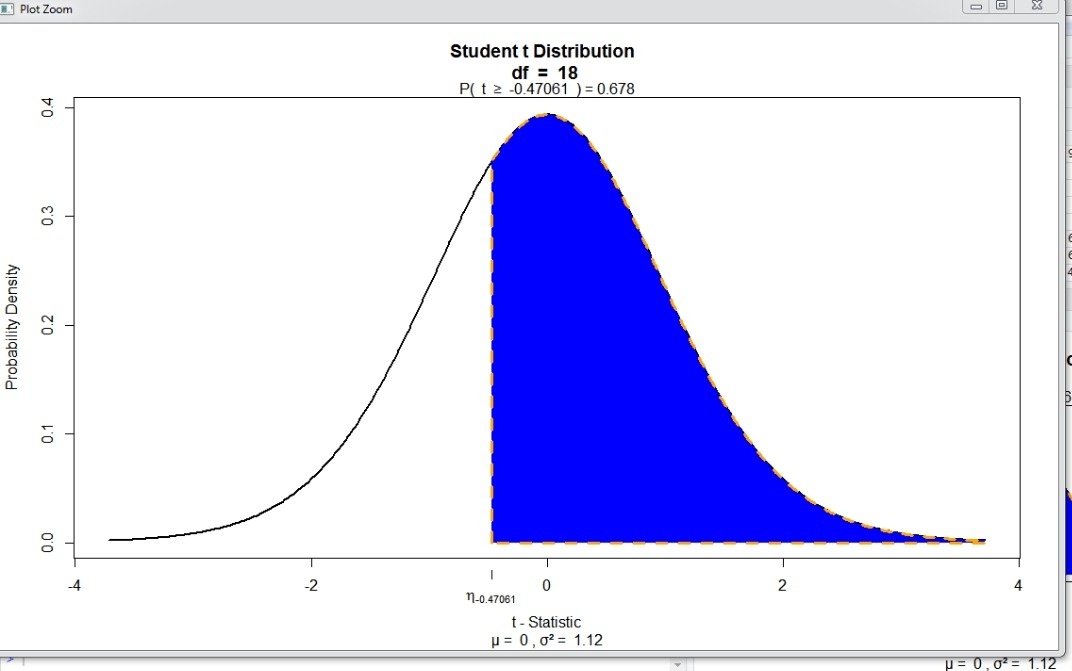 Plot Zoom
Student t Distribution
df = 18
P( t ≥ -0.47061 ) = 0.678
Probability Density
0.4
0.3
0.2
0.1
0.0
-4
-2
0
2
4
η-0.47061
t - Statistic
μ = 0 , σ² = 1.12
>
μ = 0 , σ² = 1.12